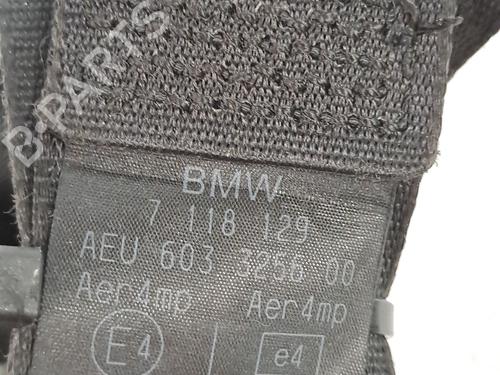 B-PARTS
BMW
7 118 129
AEU 603 3256 00
Aer4mp Aer4mp
E4 e4